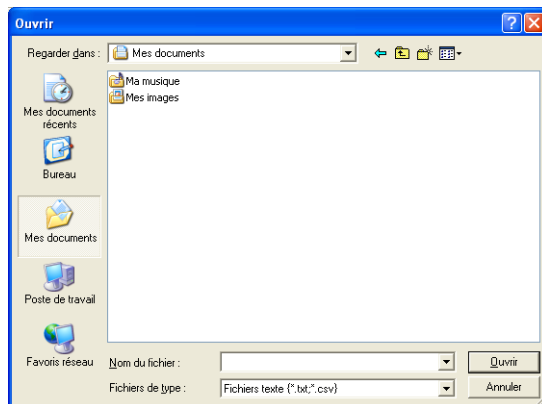 Ouvrir
Regarder dans :
Mes documents
Ma musique
Mes images
Mes documents
récents
Bureau
Mes documents
Poste de travail
Favoris réseau
Nom du fichier :
Ouvrir
Fichiers de type :
Fichiers texte {*.txt;*.csv}
Annuler